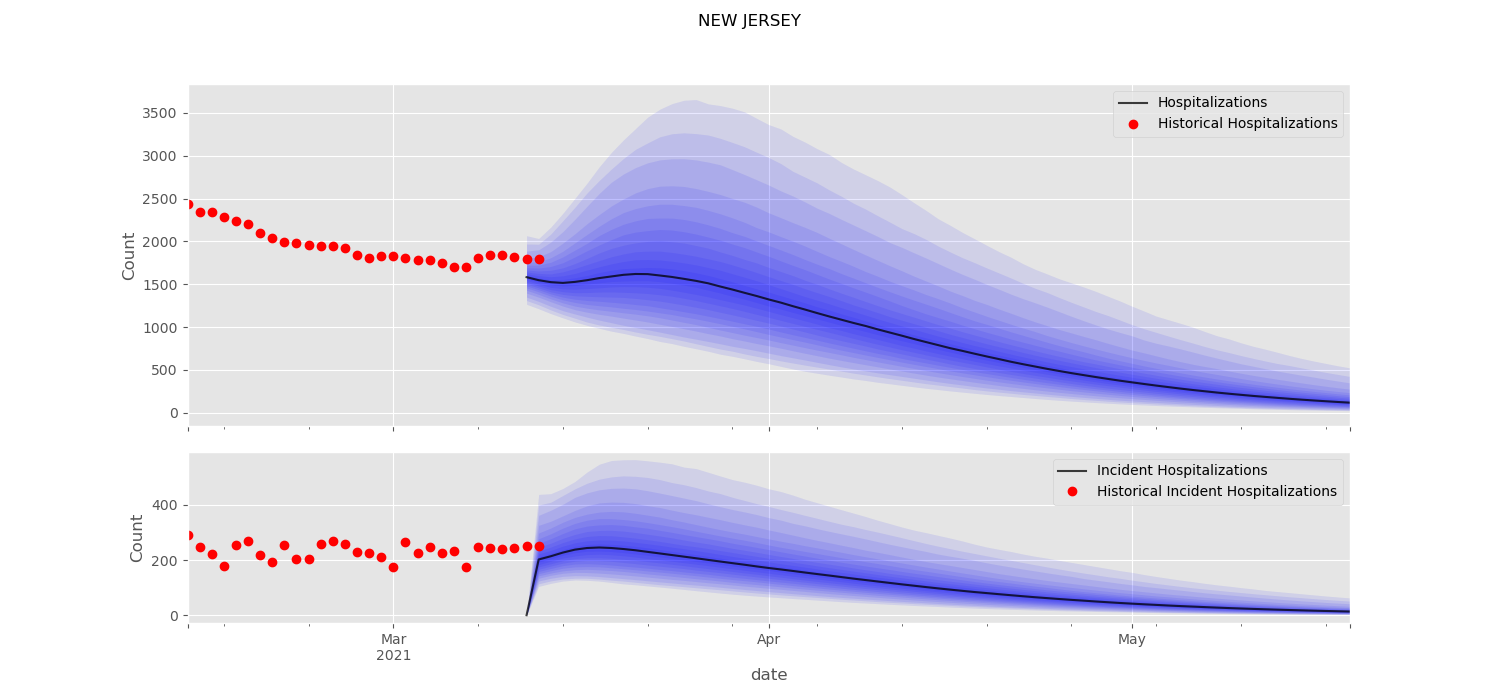 NEW JERSEY
Hospitalizations
Historical Hospitalizations
3500
3000
2500
2000
1500
1000
500
0
Count
Incident Hospitalizations
Historical Incident Hospitalizations
400
200
0
Count
Mar
2021
Apr
May
date